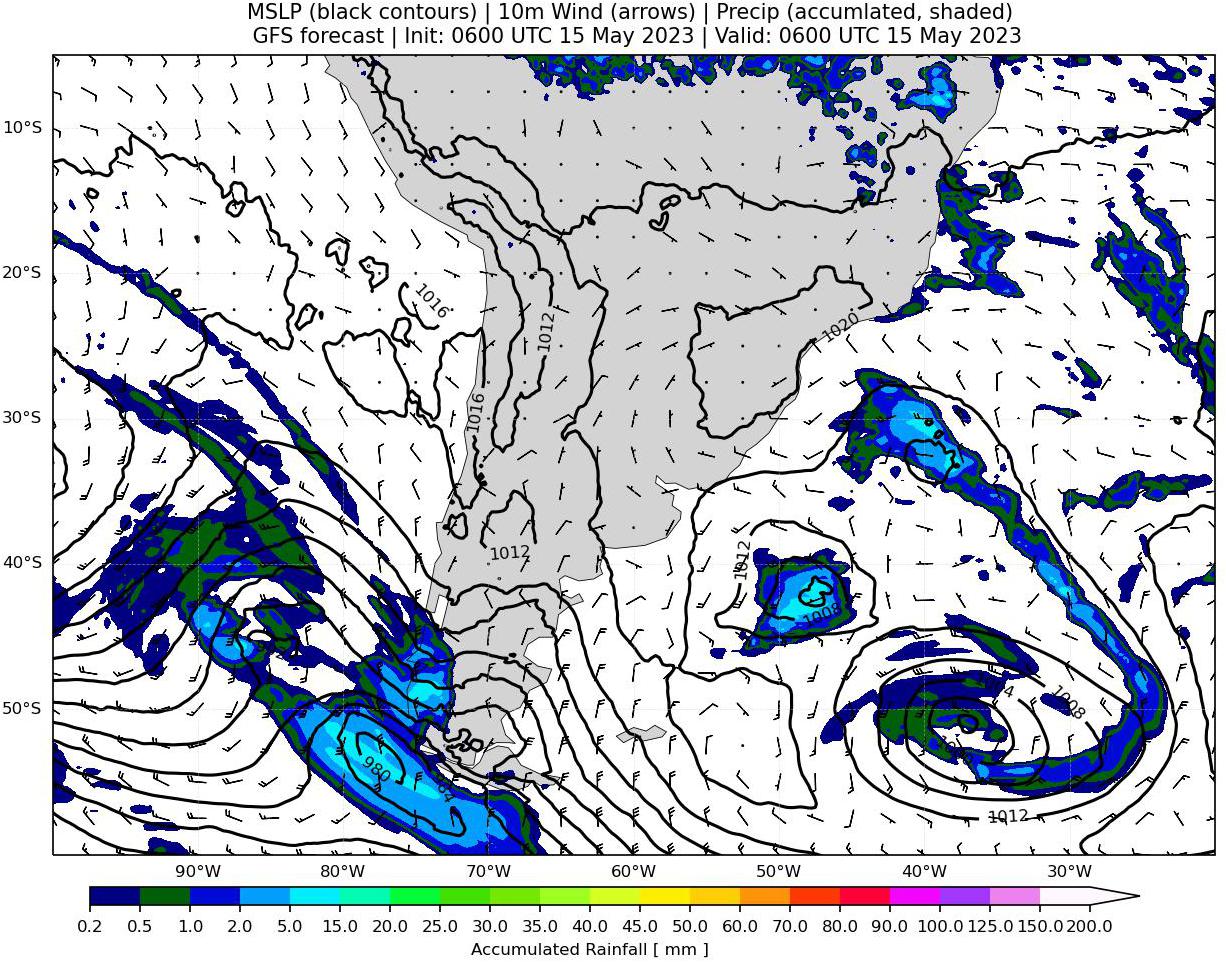 MSLP (black contours) | 10m Wind (arrows) | Precip (accumlated, shaded)
GFS forecast | Init: 0600 UTC 15 May 2023 | Valid: 0600 UTC 15 May 2023
10°S
20°S
1016
1012
1020
1016
30°S
1012
1012
40°S
1008
1008
50°S
980
1012
90°W 80°W 70°W 60°W 50°W 40°W 30°W
0.2 0.5 1.0 2.0 5.0 10.0 15.0 20.0 25.0 30.0 35.0 40.0 45.0 50.0 60.0 70.0 80.0 90.0 100.0 125.0 150.0 200.0
Accumulated Rainfall [ mm ]